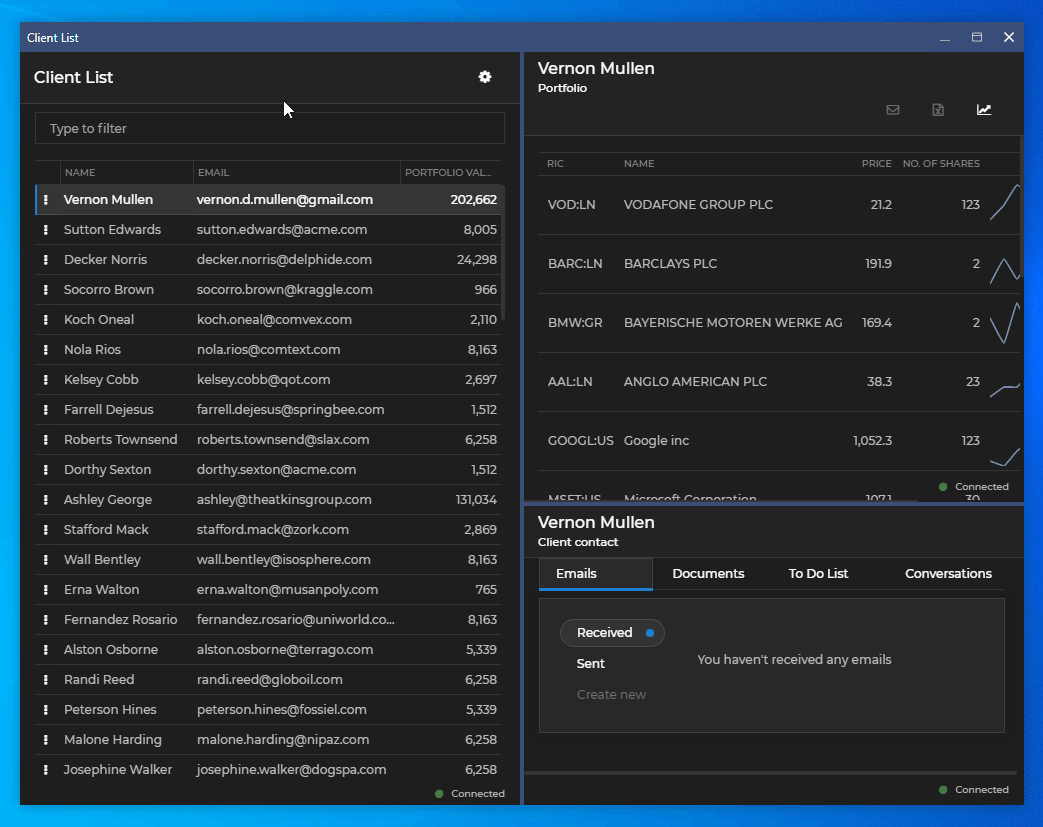 Client List
Client List
Type to filter
NAME EMAIL PORTFOLIO VAL...
Vernon Mullen vernon.d.mullen@gmail.com 202,662
Sutton Edwards sutton.edwards@acme.com 8,005
Decker Norris decker.norris@delphide.com 24,298
Socorro Brown socorro.brown@kraggle.com 966
Koch Oneal koch.oneal@comvex.com 2,110
Nola Rios nola.rios@comtext.com 8,163
Kelsey Cobb kelsey.cobb@qot.com 2,697
Farrell Dejesus farrell.dejesus@springbee.com 1,512
Roberts Townsend roberts.townsend@slax.com 6,258
Dorthy Sexton dorthy.sexton@acme.com 1,512
Ashley George ashley@theatkinsgroup.com 131,034
Stafford Mack stafford.mack@zork.com 2,869
Wall Bentley wall.bentley@isosphere.com 8,163
Erna Walton erna.walton@musanpoly.com 765
Fernandez Rosario fernandez.rosario@uniworld.co... 8,163
Alston Osborne alston.osborne@terrago.com 5,339
Randi Reed randi.reed@globoil.com 6,258
Peterson Hines peterson.hines@fossiel.com 5,339
Malone Harding malone.harding@nipaz.com 6,258
Josephine Walker josephine.walker@dogspa.com 6,258
Connected
Vernon Mullen
Portfolio
RIC NAME PRICE NO. OF SHARES
VOD:LN VODAFONE GROUP PLC 21.2 123
BARC:LN BARCLAYS PLC 191.9 2
BMW:GR BAYERISCHE MOTOREN WERKE AG 169.4 2
AAL:LN ANGLO AMERICAN PLC 38.3 23
GOOGL:US Google inc 1,052.3 123
MSFT:US Microsoft Corporation 107.1 30
Connected
Vernon Mullen
Client contact
Emails Documents To Do List Conversations
Received
Sent
Create new
You haven't received any emails
Connected